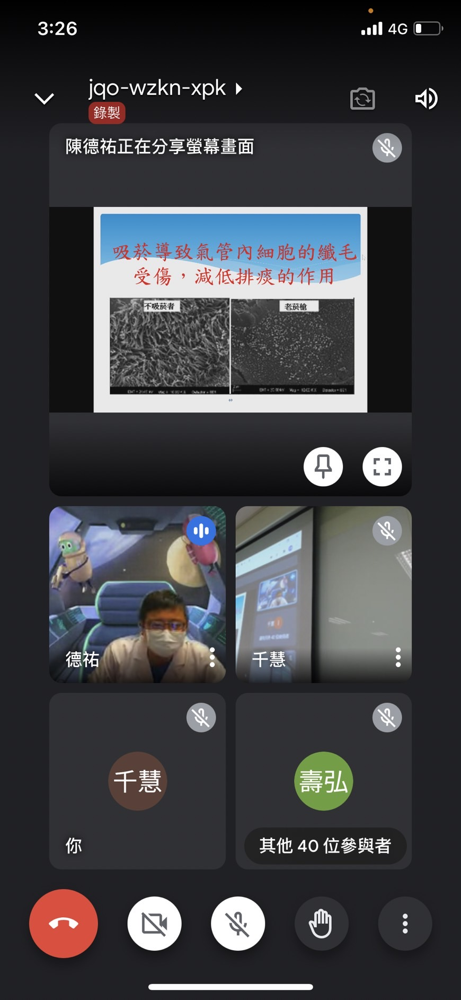 3:26
4G
jqo-wzkn-xpk
錄製
陳德祐正在分享螢幕畫面
吸菸導致氣管內細胞的纖毛
受傷，減低排痰的作用
不吸菸者
老菸槍
40
德祐
千慧
千慧
你
壽弘
其他 40 位參與者